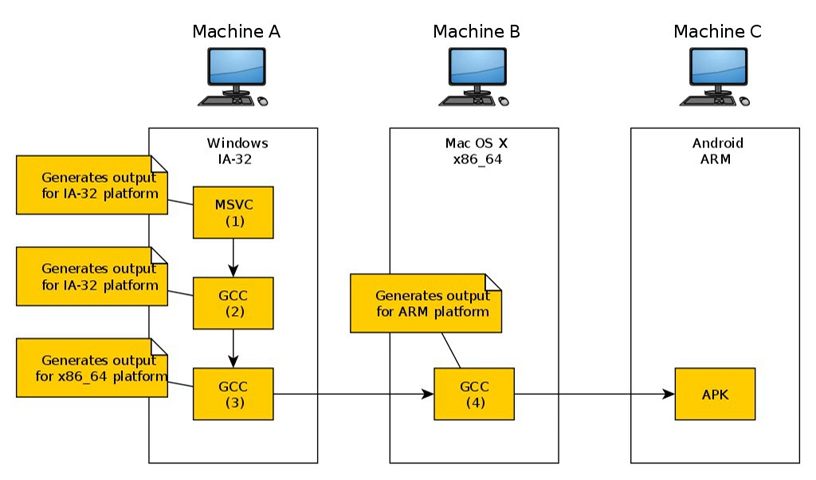 Machine A
Machine B
Machine C
Windows
IA-32
Mac OS X
x86_64
Android
ARM
Generates output
for IA-32 platform
MSVC
(1)
Generates output
for IA-32 platform
GCC
(2)
Generates output
for ARM platform
Generates output
for x86_64 platform
GCC
(3)
GCC
(4)
APK